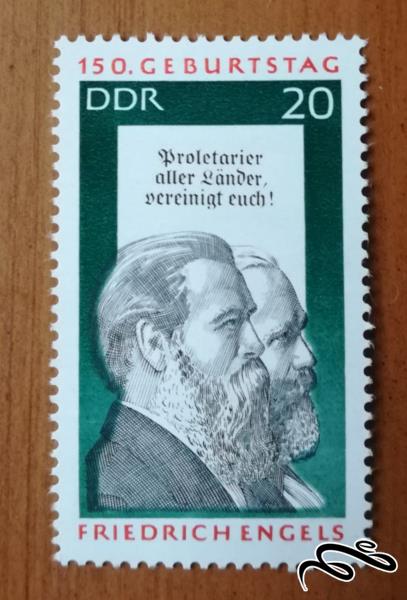 150. GEBURTSTAG
DDR 20
Proletarier
aller Länder,
vereinigt euch!
FRIEDRICH ENGELS